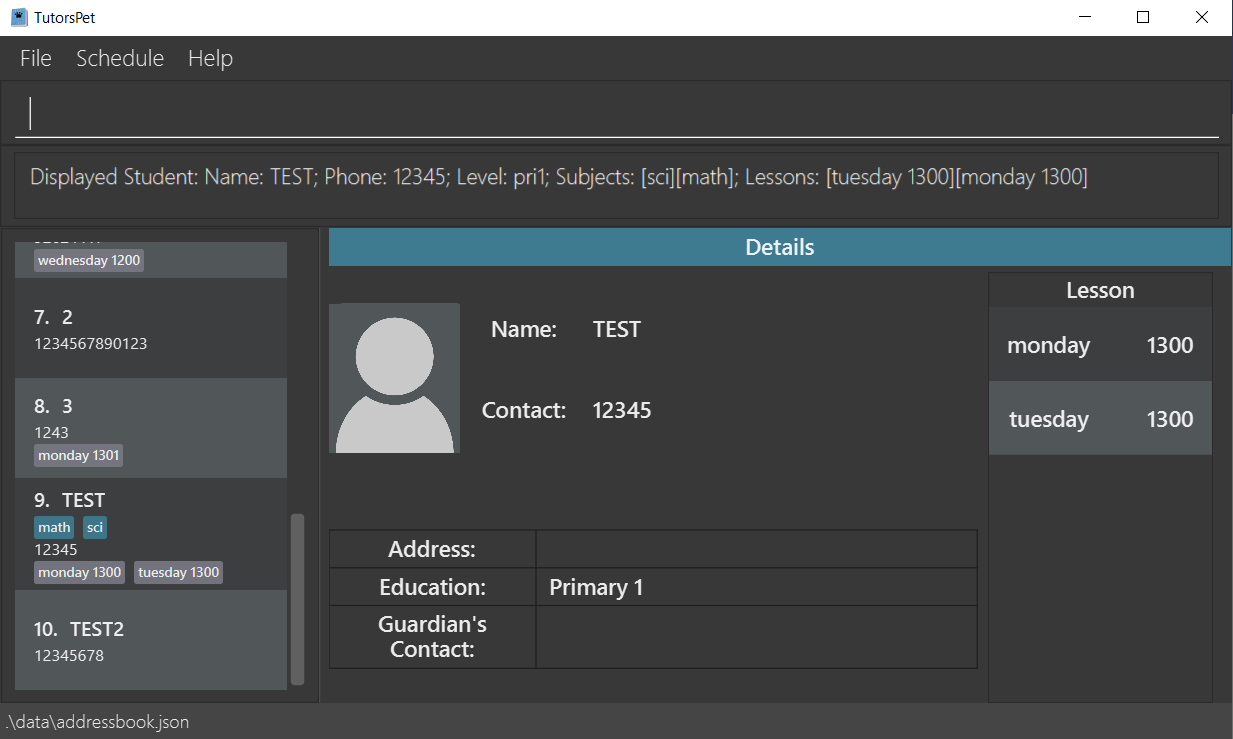 TutorsPet
File Schedule Help
Displayed Student: Name: TEST; Phone: 12345; Level: pri1; Subjects: [sci][math]; Lessons: [tuesday 1300][monday 1300]
wednesday 1200
7. 2
1234567890123
8. 3
1243
monday 1301
9. TEST
math sci
12345
monday 1300 tuesday 1300
10. TEST2
12345678
Details
Name: TEST
Contact: 12345
Address:
Education: Primary 1
Guardian's
Contact:
Lesson
monday 1300
tuesday 1300
.\data\addressbook.json